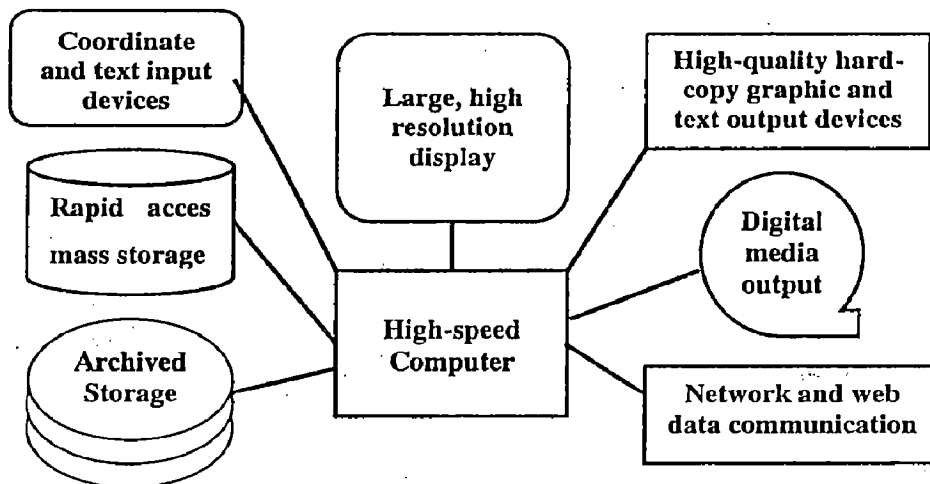 Coordinate
and text input
devices
Large, high
resolution
display
High-quality hard-
copy graphic and
text output devices
Rapid acces
mass storage
Digital
media
output
High-speed
Computer
Archived
Storage
Network and web
data communication